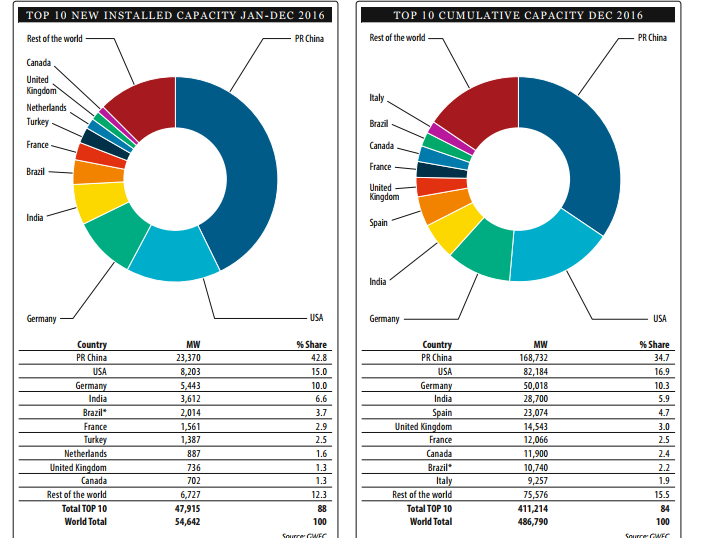 TOP 10 NEW INSTALLED CAPACITY JAN-DEC 2016
Rest of the world
PR China
Canada
United
Kingdom
Netherlands
Turkey
France
Brazil
India
Germany
USA
Country MW % Share
PR China 23,370 42.8
USA 8,203 15.0
Germany 5,443 10.0
India 3,612 6.6
Brazil* 2,014 3.7
France 1,561 2.9
Turkey 1,387 2.5
Netherlands 887 1.6
United Kingdom 736 1.3
Canada 702 1.3
Rest of the world 6,727 12.3
Total TOP 10 47,915 88
World Total 54,642 100
Source: GWEC
TOP 10 CUMULATIVE CAPACITY DEC 2016
Rest of the world
PR China
Italy
Brazil
Canada
France
United
Kingdom
Spain
India
Germany
USA
Country MW % Share
PR China 168,732 34.7
USA 82,184 16.9
Germany 50,018 10.3
India 28,700 5.9
Spain 23,074 4.7
United Kingdom 14,543 3.0
France 12,066 2.5
Canada 11,900 2.4
Brazil* 10,740 2.2
Italy 9,257 1.9
Rest of the world 75,576 15.5
Total TOP 10 411,214 84
World Total 486,790 100
Source: GWEC